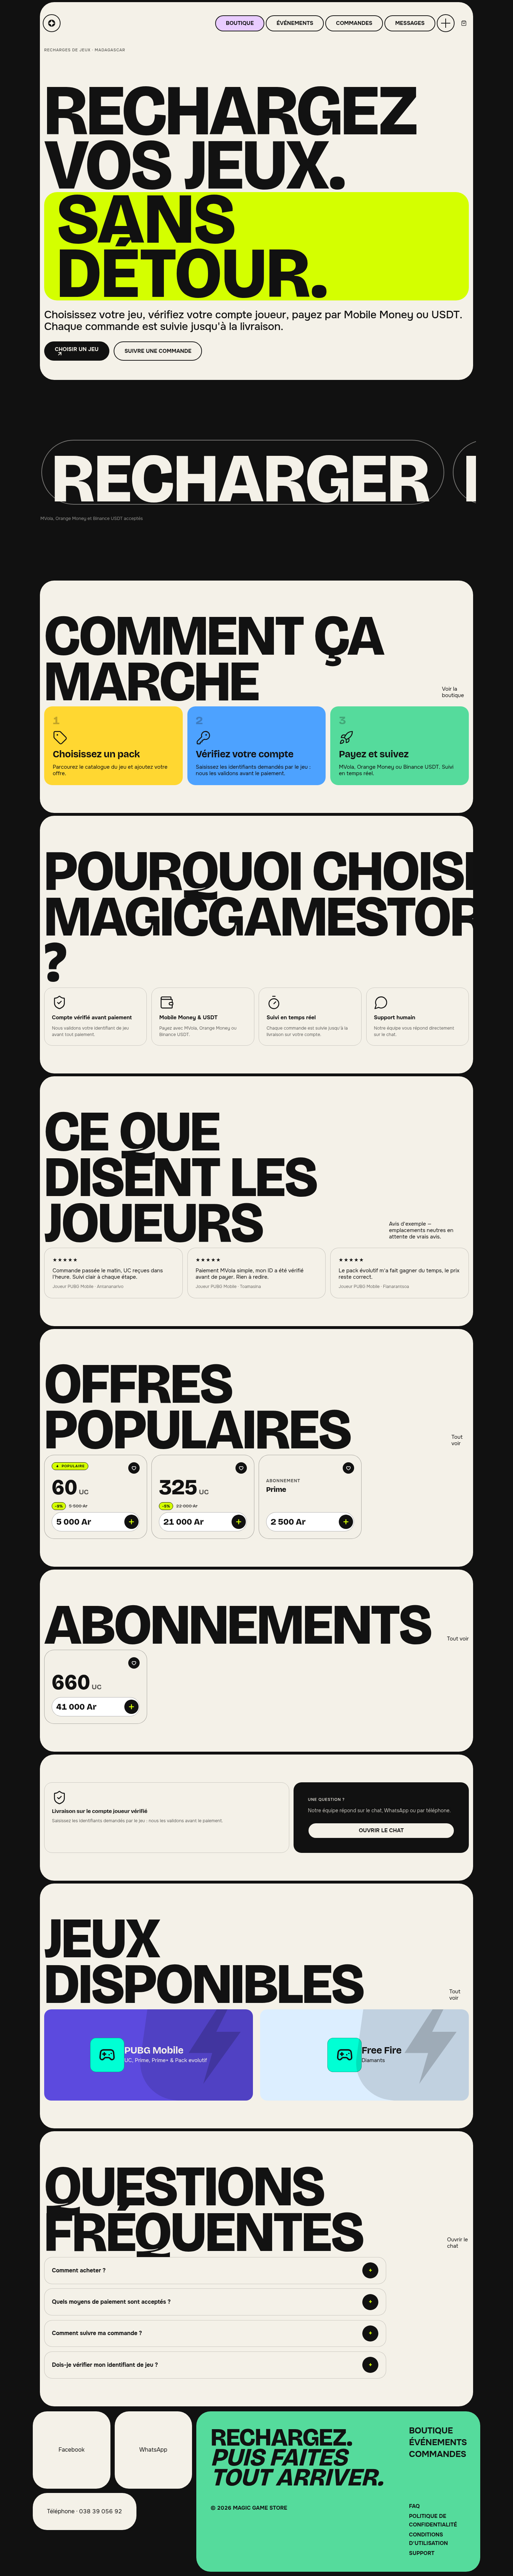 BOUTIQUE
ÉVÉNEMENTS
COMMANDES
MESSAGES
RECHARGES DE JEUX · MADAGASCAR
RECHARGEZ
VOS JEUX.
SANS
DÉTOUR.
Choisissez votre jeu, vérifiez votre compte joueur, payez par Mobile Money ou USDT.
Chaque commande est suivie jusqu'à la livraison.
CHOISIR UN JEU
SUIVRE UNE COMMANDE
RECHARGER
MVola, Orange Money et Binance USDT acceptés
COMMENT ÇA
MARCHE
Voir la
boutique
1
Choisissez un pack
Parcourez le catalogue du jeu et ajoutez votre
offre.
2
Vérifiez votre compte
Saisissez les identifiants demandés par le jeu :
nous les validons avant le paiement.
3
Payez et suivez
MVola, Orange Money ou Binance USDT. Suivi
en temps réel.
POURQUOI CHOISI
MAGICGAMESTOR
?
Compte vérifié avant paiement
Nous validons votre identifiant de jeu
avant tout paiement.
Mobile Money & USDT
Payez avec MVola, Orange Money ou
Binance USDT.
Suivi en temps réel
Chaque commande est suivie jusqu'à la
livraison sur votre compte.
Support humain
Notre équipe vous répond directement
sur le chat.
CE QUE
DISENT LES
JOUEURS
Avis d'exemple —
emplacements neutres en
attente de vrais avis.
★★★★★
Commande passée le matin, UC reçues dans
l'heure. Suivi clair à chaque étape.
Joueur PUBG Mobile · Antananarivo
★★★★★
Paiement MVola simple, mon ID a été vérifié
avant de payer. Rien à redire.
Joueur PUBG Mobile · Toamasina
★★★★★
Le pack évolutif m'a fait gagner du temps, le prix
reste correct.
Joueur PUBG Mobile · Fianarantsoa
OFFRES
POPULAIRES
Tout
voir
POPULAIRE
60 UC
5 000 Ar
325 UC
22 000 Ar
21 000 Ar
ABONNEMENT
Prime
2 500 Ar
ABONNEMENTS
Tout voir
660 UC
41 000 Ar
Livraison sur le compte joueur vérifié
Saisissez les identifiants demandés par le jeu : nous les validons avant le paiement.
UNE QUESTION ?
Notre équipe répond sur le chat, WhatsApp ou par téléphone.
OUVRIR LE CHAT
JEUX
DISPONIBLES
Tout
voir
PUBG Mobile
UC, Prime, Prime+ & Pack evolutif
Free Fire
Diamants
QUESTIONS
FRÉQUENTES
Ouvrir le
chat
Comment acheter ?
Quels moyens de paiement sont acceptés ?
Comment suivre ma commande ?
Dois-je vérifier mon identifiant de jeu ?
Facebook
WhatsApp
Téléphone · 038 39 056 92
RECHARGEZ.
PUIS FAITES
TOUT ARRIVER.
© 2026 MAGIC GAME STORE
BOUTIQUE
ÉVÉNEMENTS
COMMANDES
FAQ
POLITIQUE DE
CONFIDENTIALITÉ
CONDITIONS
D'UTILISATION
SUPPORT